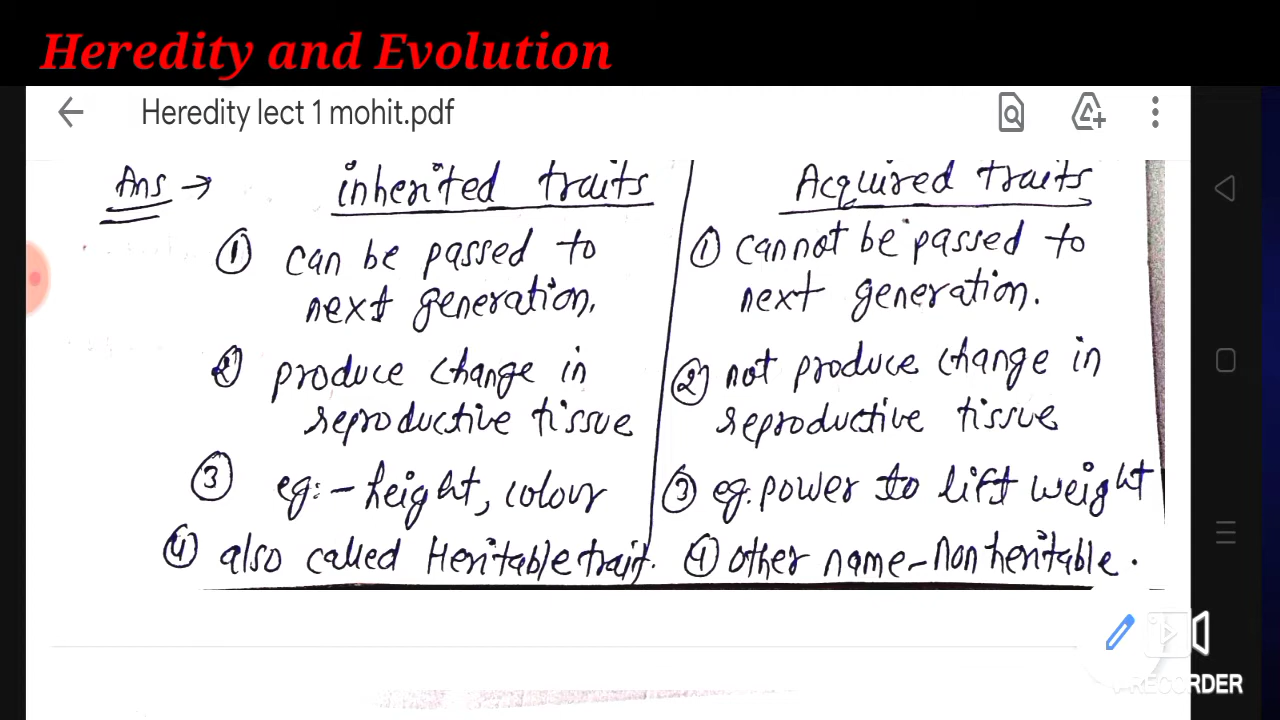 Heredity and Evolution
Heredity lect 1 mohit.pdf
Ans →
inherited traits
① can be passed to
next generation.
② produce change in
reproductive tissue
③ eg:- height, colour
④ also called Heritable trait.
Acquired traits
① cannot be passed to
next generation.
② not produce change in
reproductive tissue
③ eg. power to lift weight
④ other name - Non heritable.
RECORDER